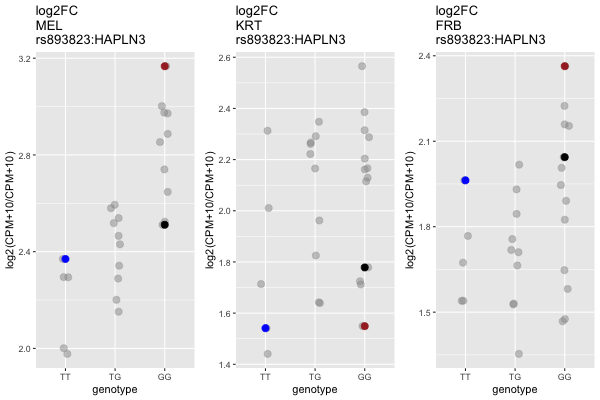 log2FC
MEL
rs893823:HAPLN3
log2(CPM+10/CPM+10)
3.2
2.8
2.4
2.0
TT TG GG
genotype
log2FC
KRT
rs893823:HAPLN3
log2(CPM+10/CPM+10)
2.6
2.4
2.2
2.0
1.8
1.6
1.4
TT TG GG
genotype
log2FC
FRB
rs893823:HAPLN3
log2(CPM+10/CPM+10)
2.4
2.1
1.8
1.5
TT TG GG
genotype